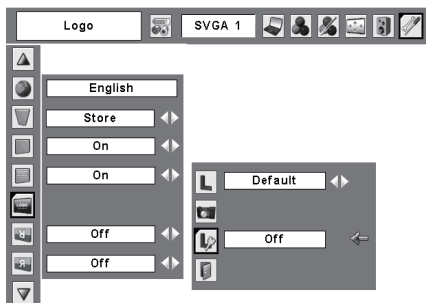 Logo
SVGA 1
English
Store
On
On
Default
Off
Off
Off